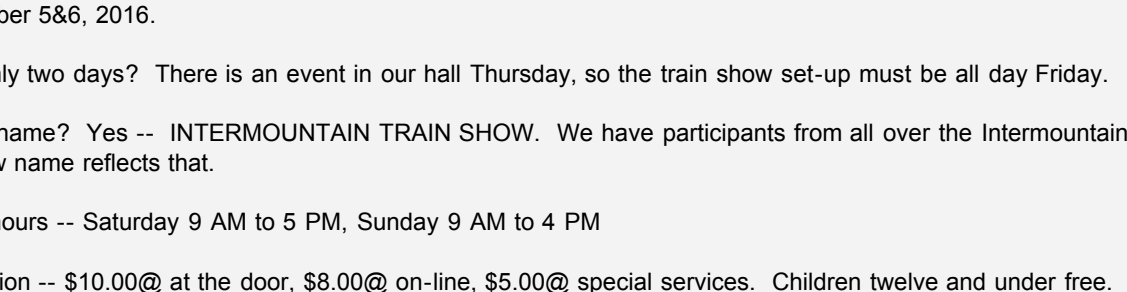 ber 5&6, 2016.
nly two days? There is an event in our hall Thursday, so the train show set-up must be all day Friday.
name? Yes -- INTERMOUNTAIN TRAIN SHOW. We have participants from all over the Intermountain
w name reflects that.
hours -- Saturday 9 AM to 5 PM, Sunday 9 AM to 4 PM
ion -- $10.00@ at the door, $8.00@ on-line, $5.00@ special services. Children twelve and under free.